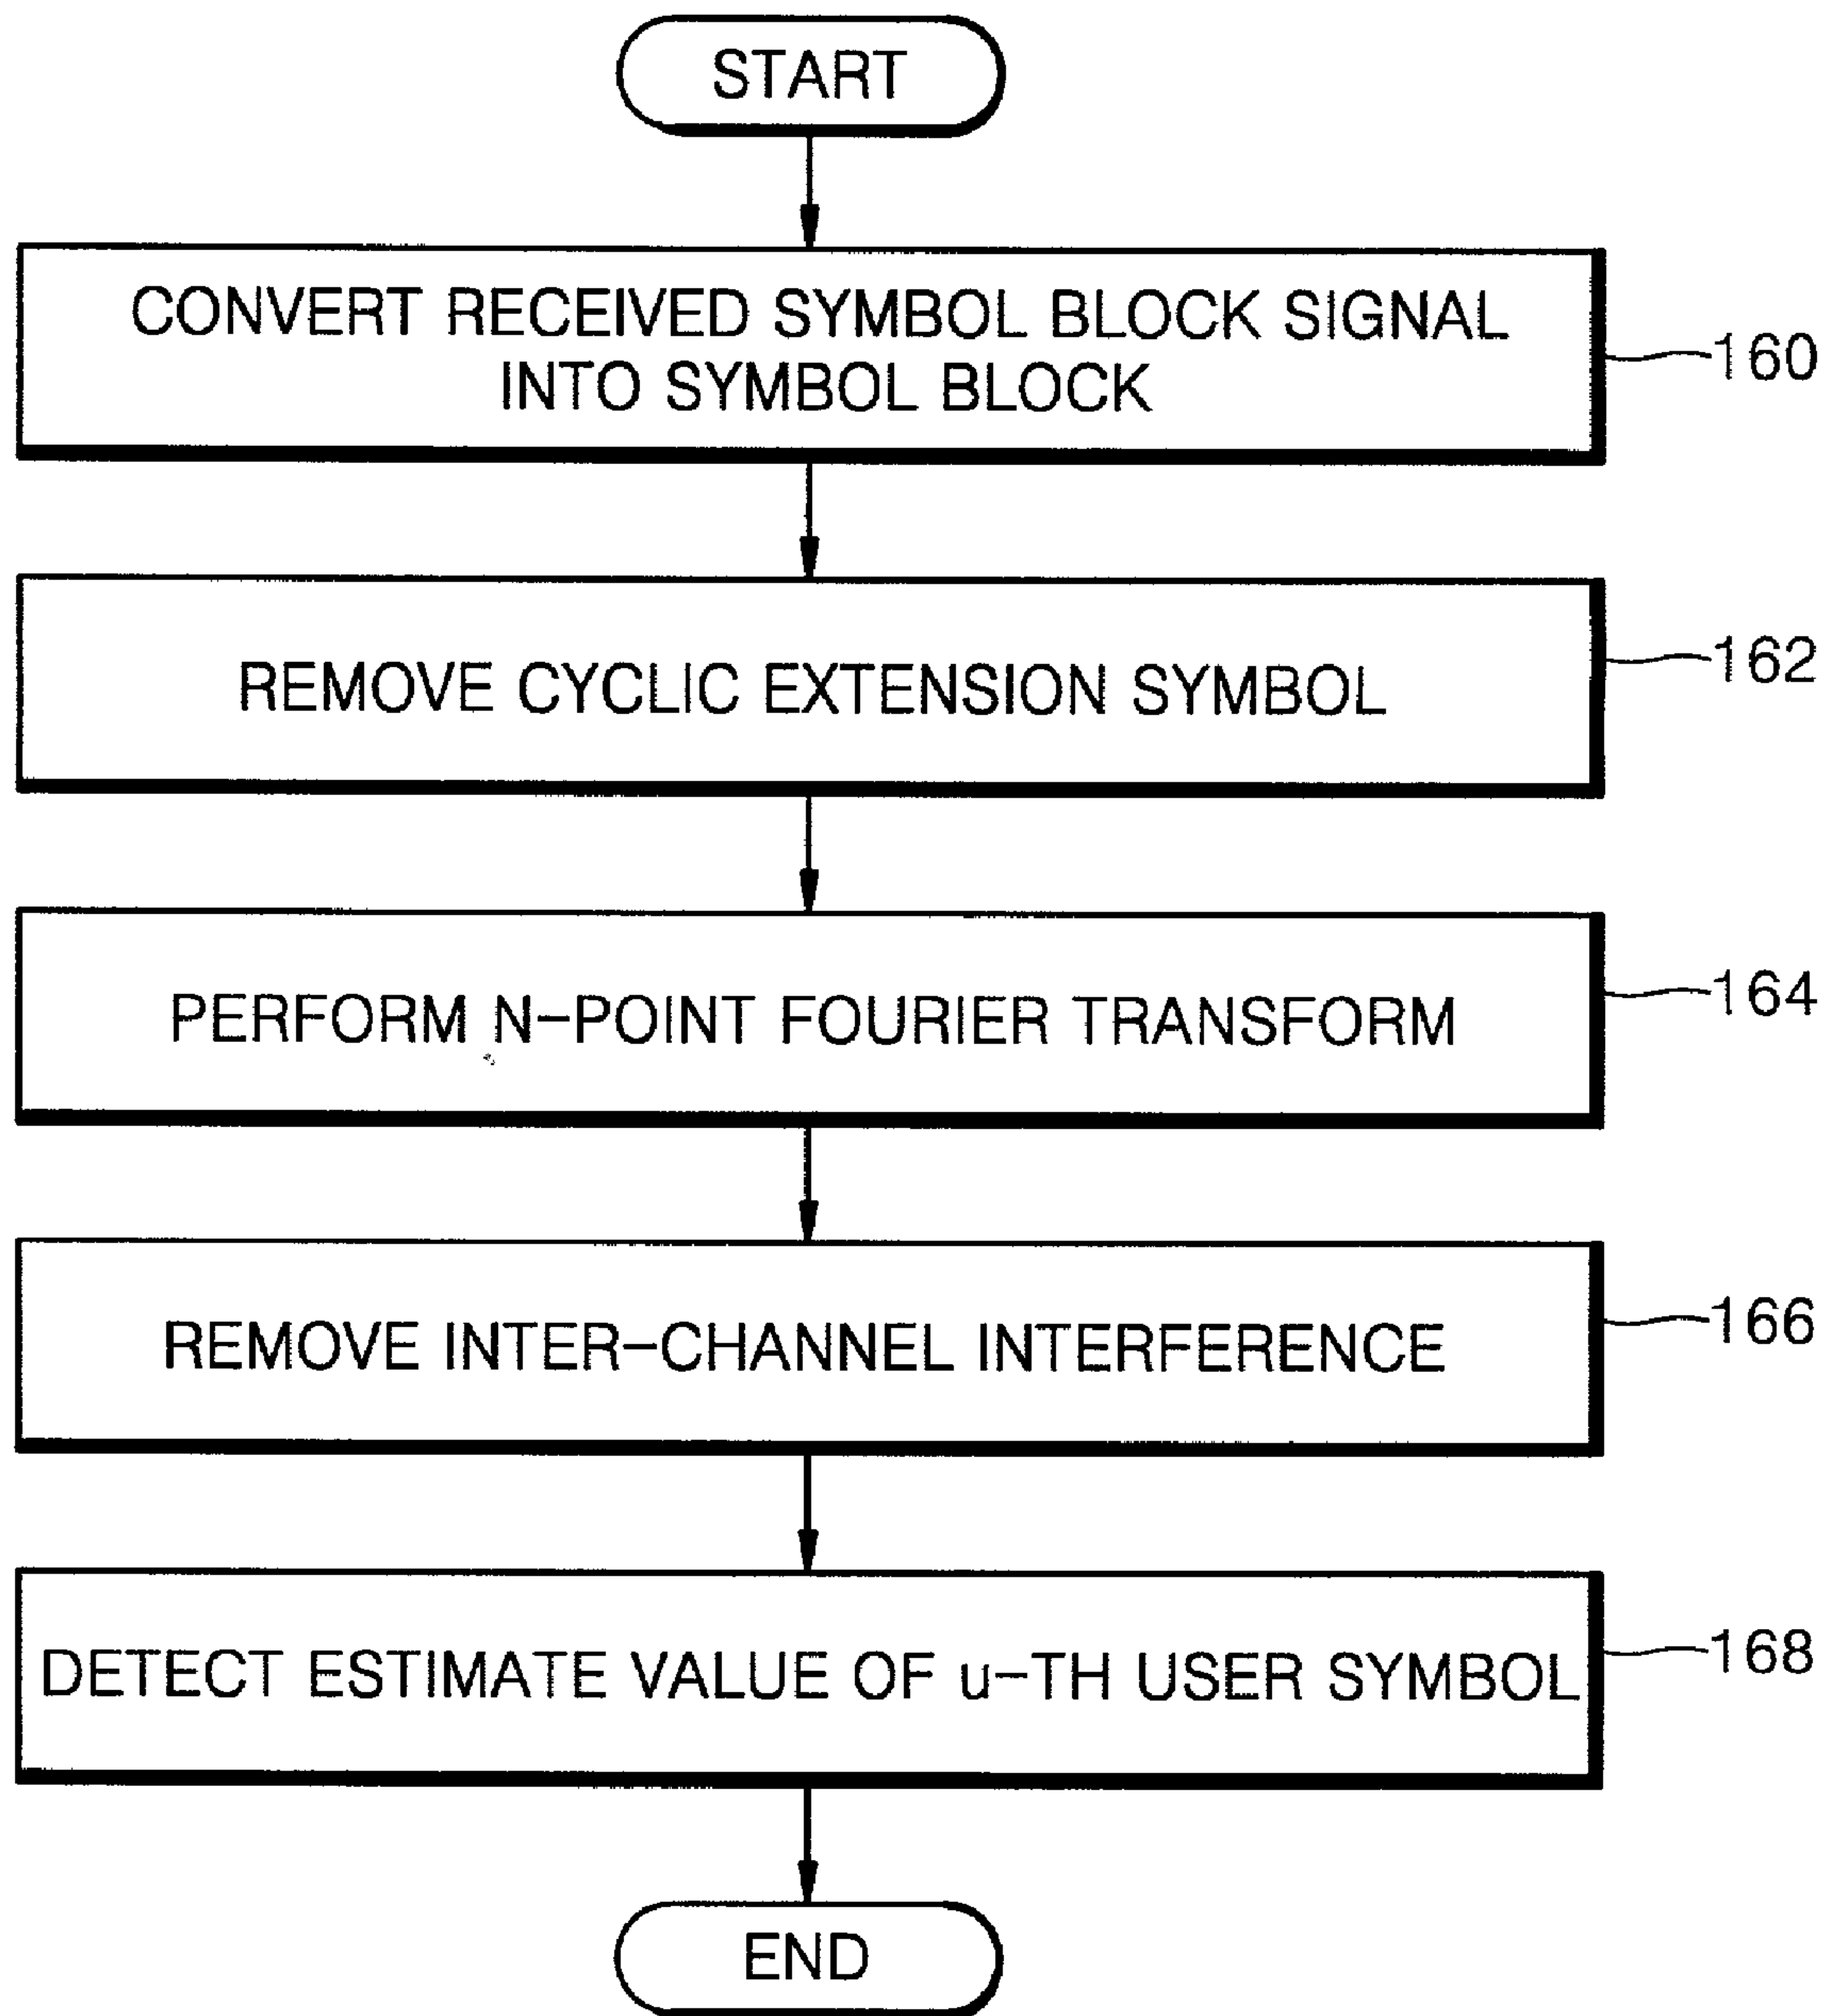 START
CONVERT RECEIVED SYMBOL BLOCK SIGNAL
INTO SYMBOL BLOCK
160
REMOVE CYCLIC EXTENSION SYMBOL
162
PERFORM N-POINT FOURIER TRANSFORM
164
REMOVE INTER-CHANNEL INTERFERENCE
166
DETECT ESTIMATE VALUE OF u-TH USER SYMBOL
168
END